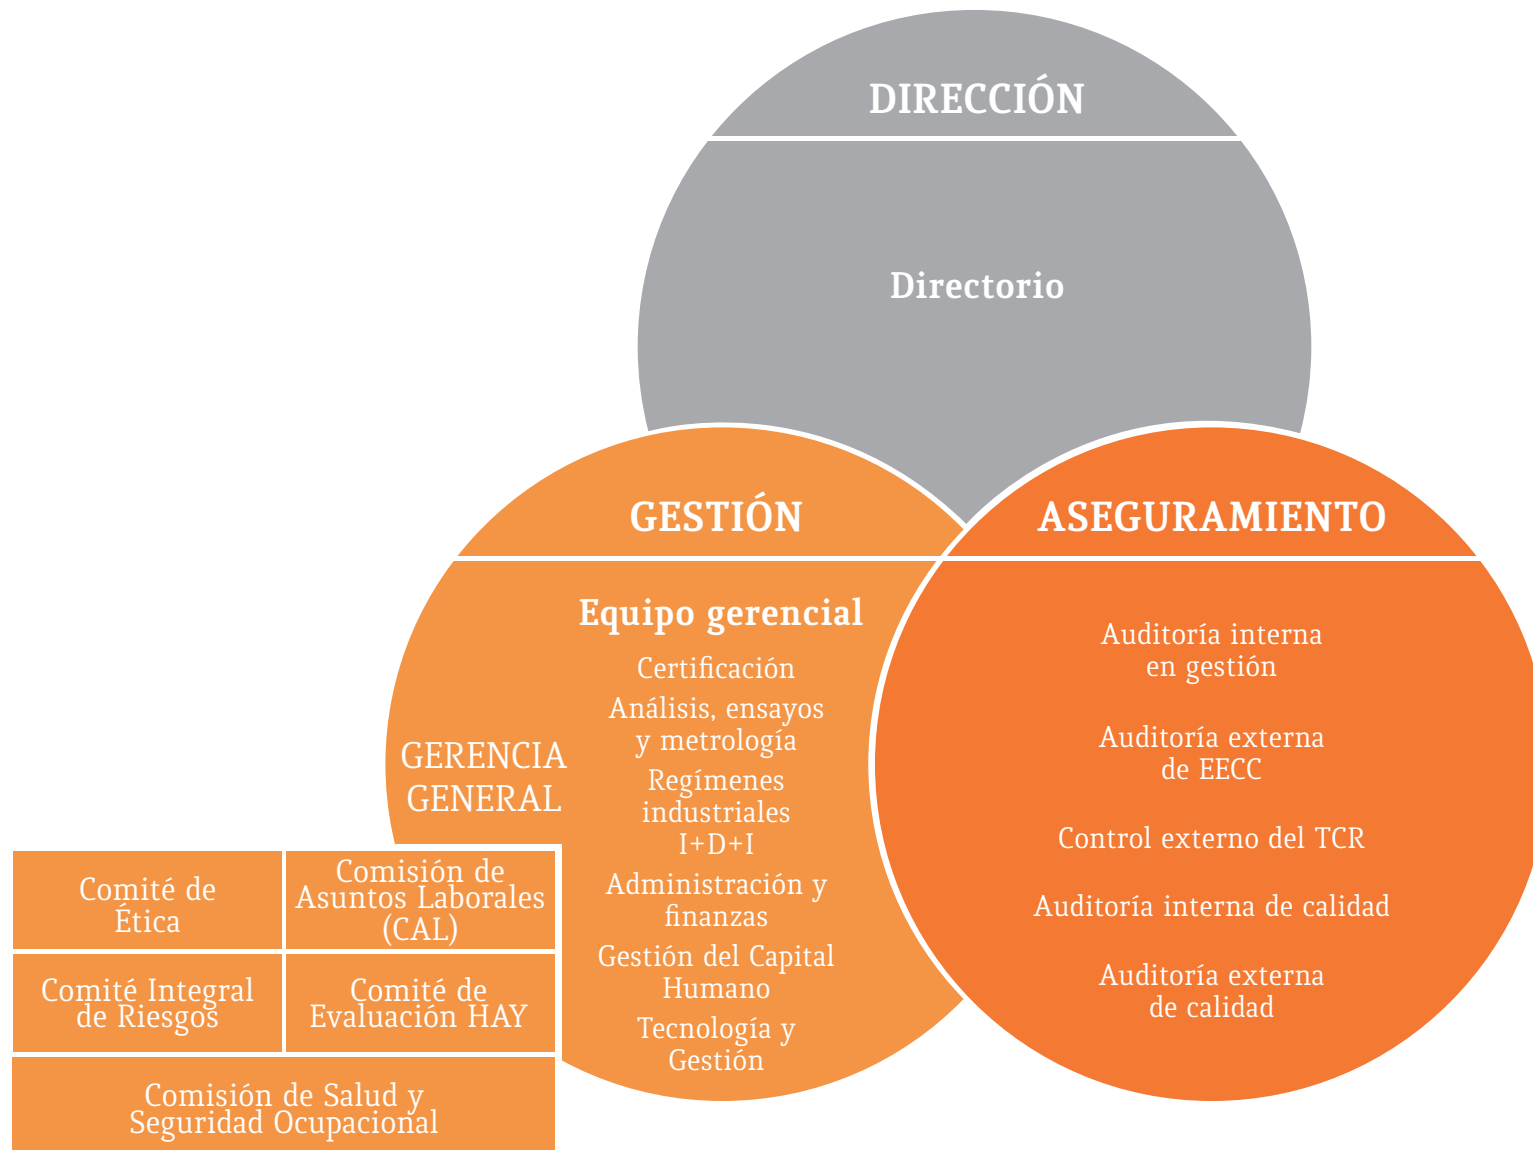 DIRECCIÓN
Directorio
GESTIÓN
Equipo gerencial
Certificación
Análisis, ensayos
y metrología
Regímenes
industriales
I+D+I
Administración y
finanzas
Gestión del Capital
Humano
Tecnología y
Gestión
GERENCIA
GENERAL
Comité de
Ética
Comisión de
Asuntos Laborales
(CAL)
Comité Integral
de Riesgos
Comité de
Evaluación HAY
Comisión de Salud y
Seguridad Ocupacional
ASEGURAMIENTO
Auditoría interna
en gestión
Auditoría externa
de EECC
Control externo del TCR
Auditoría interna de calidad
Auditoría externa
de calidad